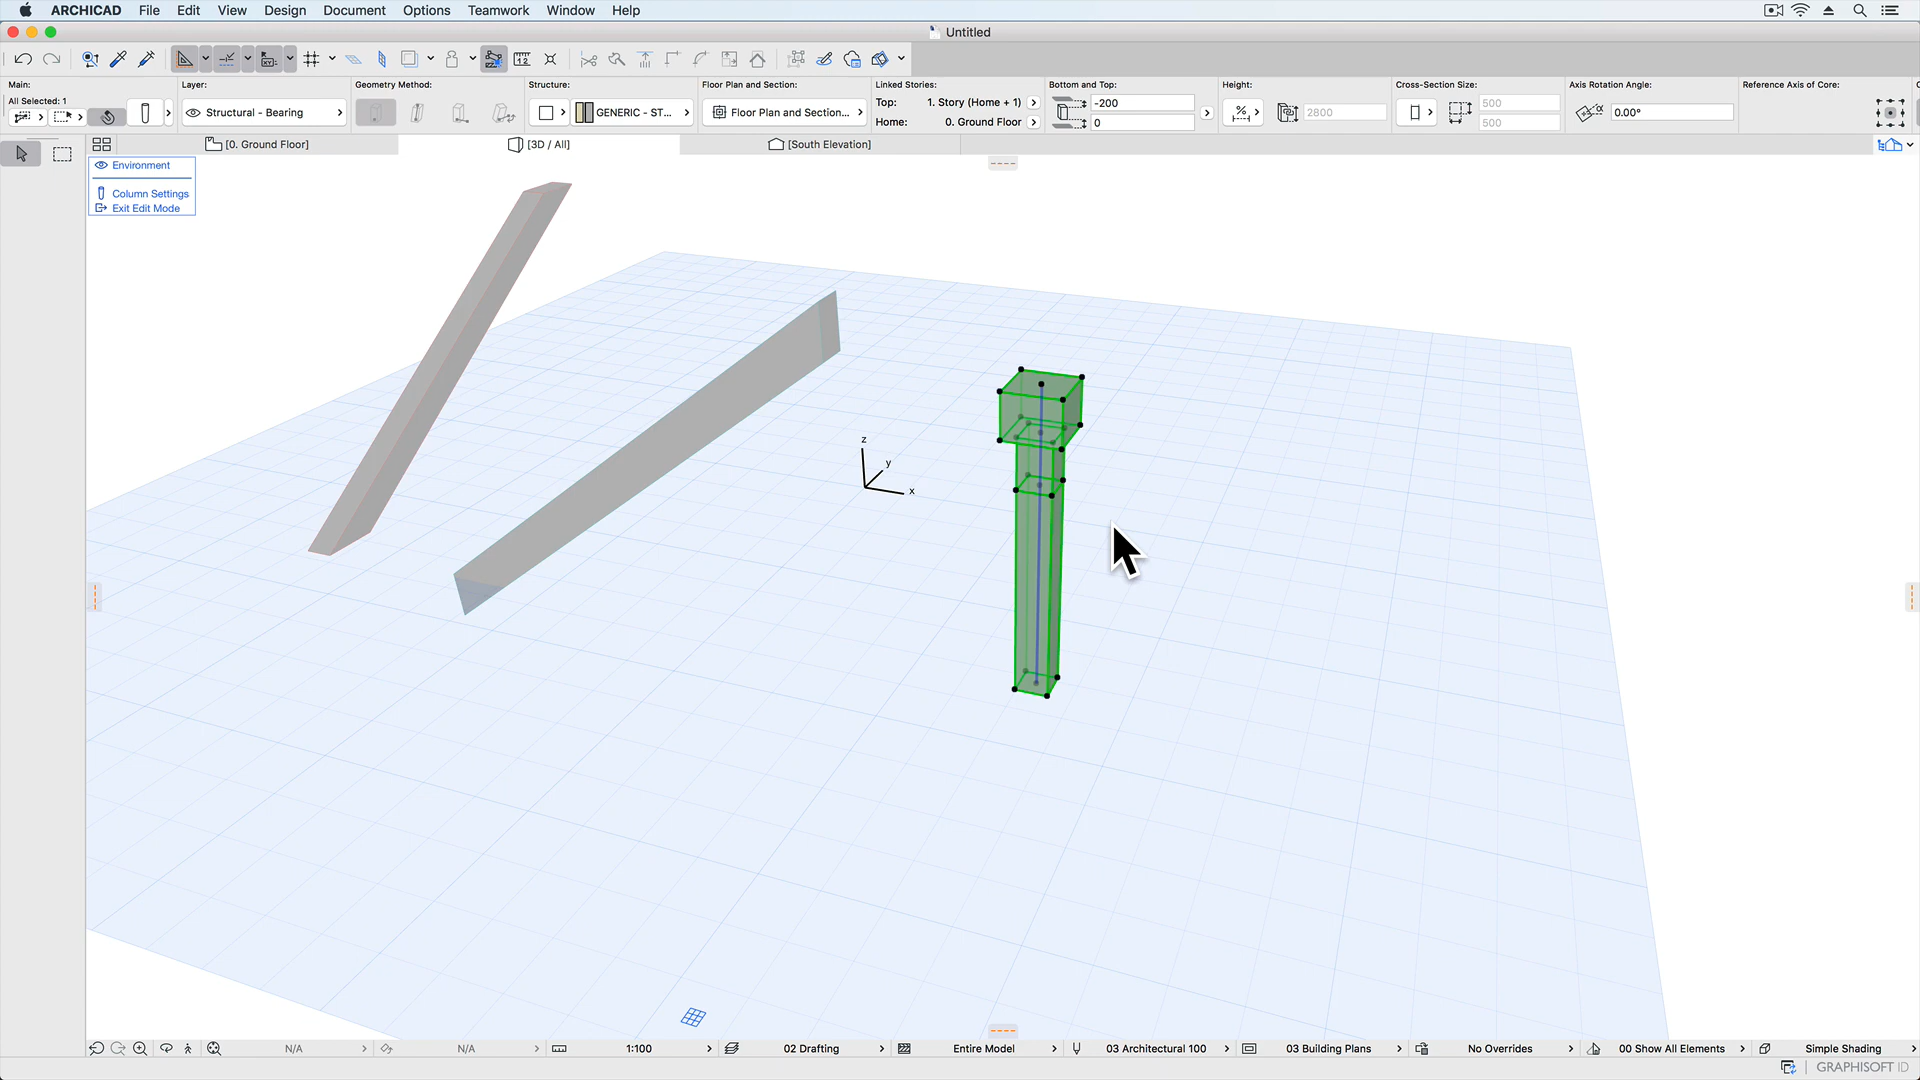 ARCHICAD File Edit View Design Document Options Teamwork Window Help
Untitled
Main: Layer: Geometry Method: Structure: Floor Plan and Section: Linked Stories: Bottom and Top: Height: Cross-Section Size: Axis Rotation Angle: Reference Axis of Core:
All Selected: 1
Structural - Bearing GENERIC - ST... Floor Plan and Section...
Top: 1. Story (Home + 1) -200 500
2800 0.00°
Home: 0. Ground Floor 0 500
[0. Ground Floor] [3D / All] [South Elevation]
Environment
Column Settings
Exit Edit Mode
z
y
x
N/A N/A 1:100 02 Drafting Entire Model 03 Architectural 100 03 Building Plans No Overrides 00 Show All Elements Simple Shading
GRAPHISOFT ID